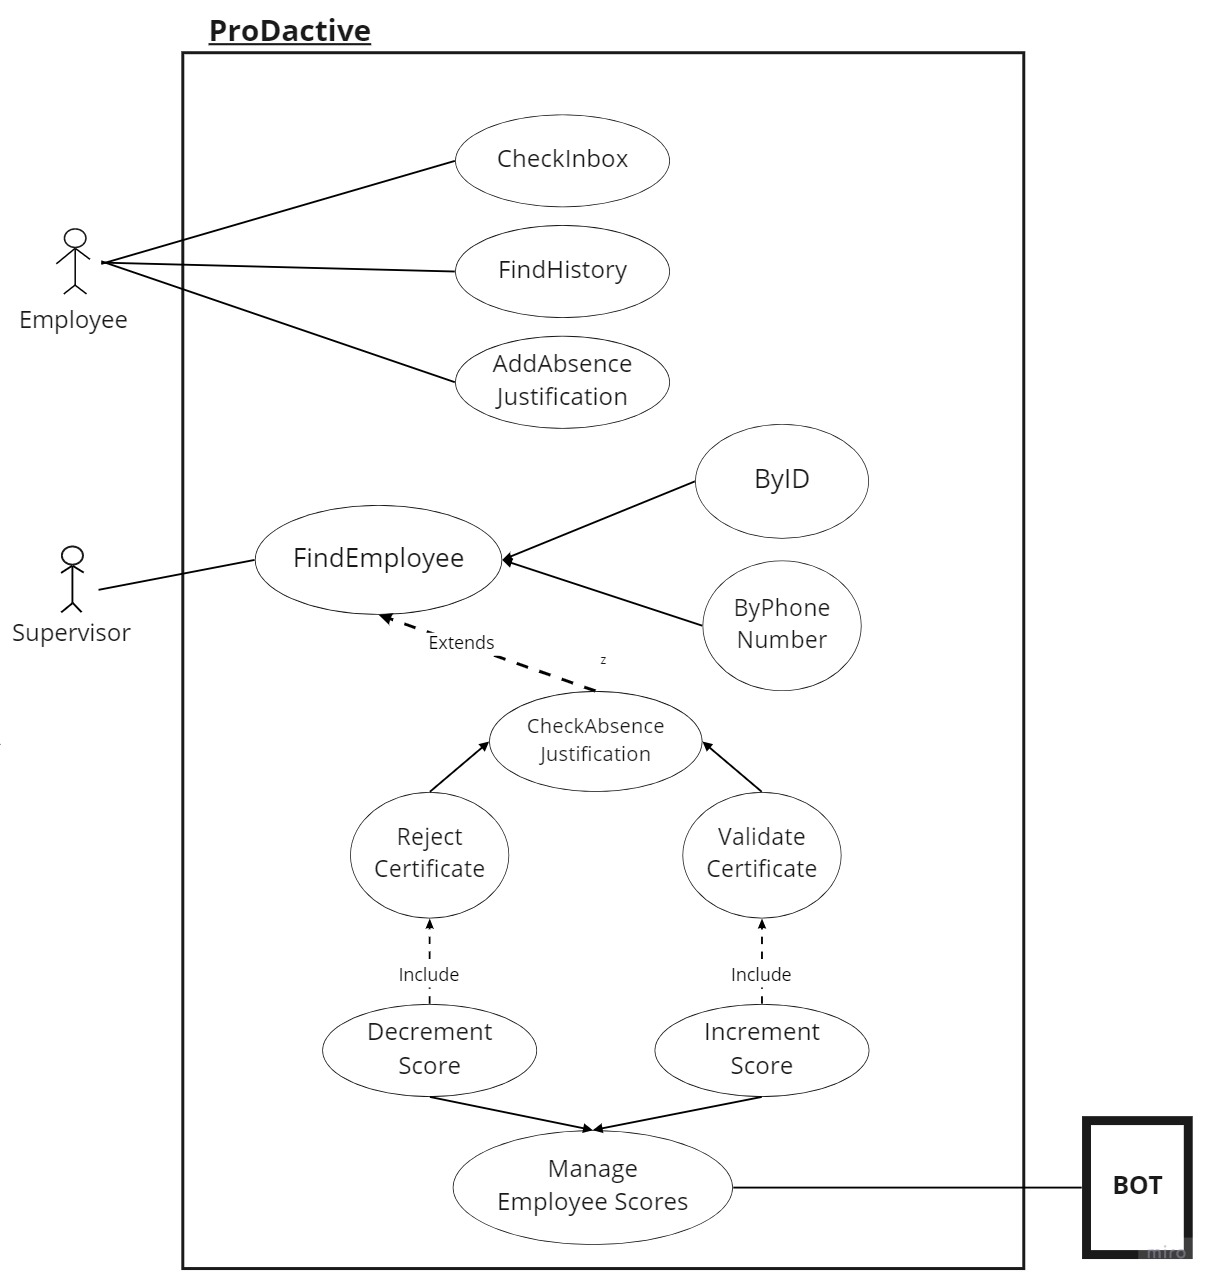 ProDactive
CheckInbox
FindHistory
Employee
AddAbsence
Justification
ByID
FindEmployee
ByPhone
Number
Supervisor
Extends
z
CheckAbsence
Justification
Reject
Certificate
Validate
Certificate
Include
Include
Decrement
Score
Increment
Score
Manage
Employee Scores
BOT
miro